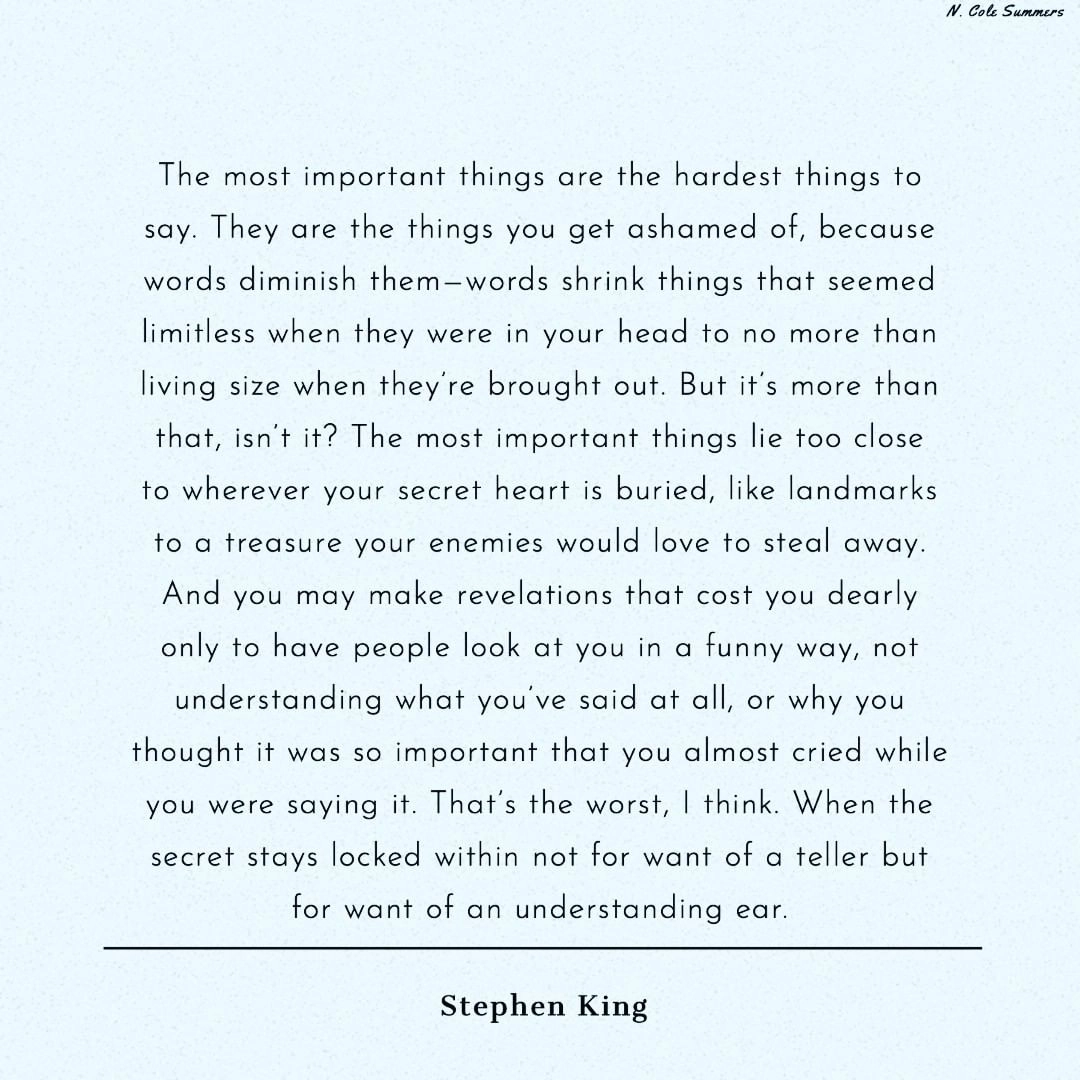 N. Cole Summers
The most important things are the hardest things to
say. They are the things you get ashamed of, because
words diminish them—words shrink things that seemed
limitless when they were in your head to no more than
living size when they’re brought out. But it’s more than
that, isn’t it? The most important things lie too close
to wherever your secret heart is buried, like landmarks
to a treasure your enemies would love to steal away.
And you may make revelations that cost you dearly
only to have people look at you in a funny way, not
understanding what you’ve said at all, or why you
thought it was so important that you almost cried while
you were saying it. That’s the worst, I think. When the
secret stays locked within not for want of a teller but
for want of an understanding ear.
Stephen King